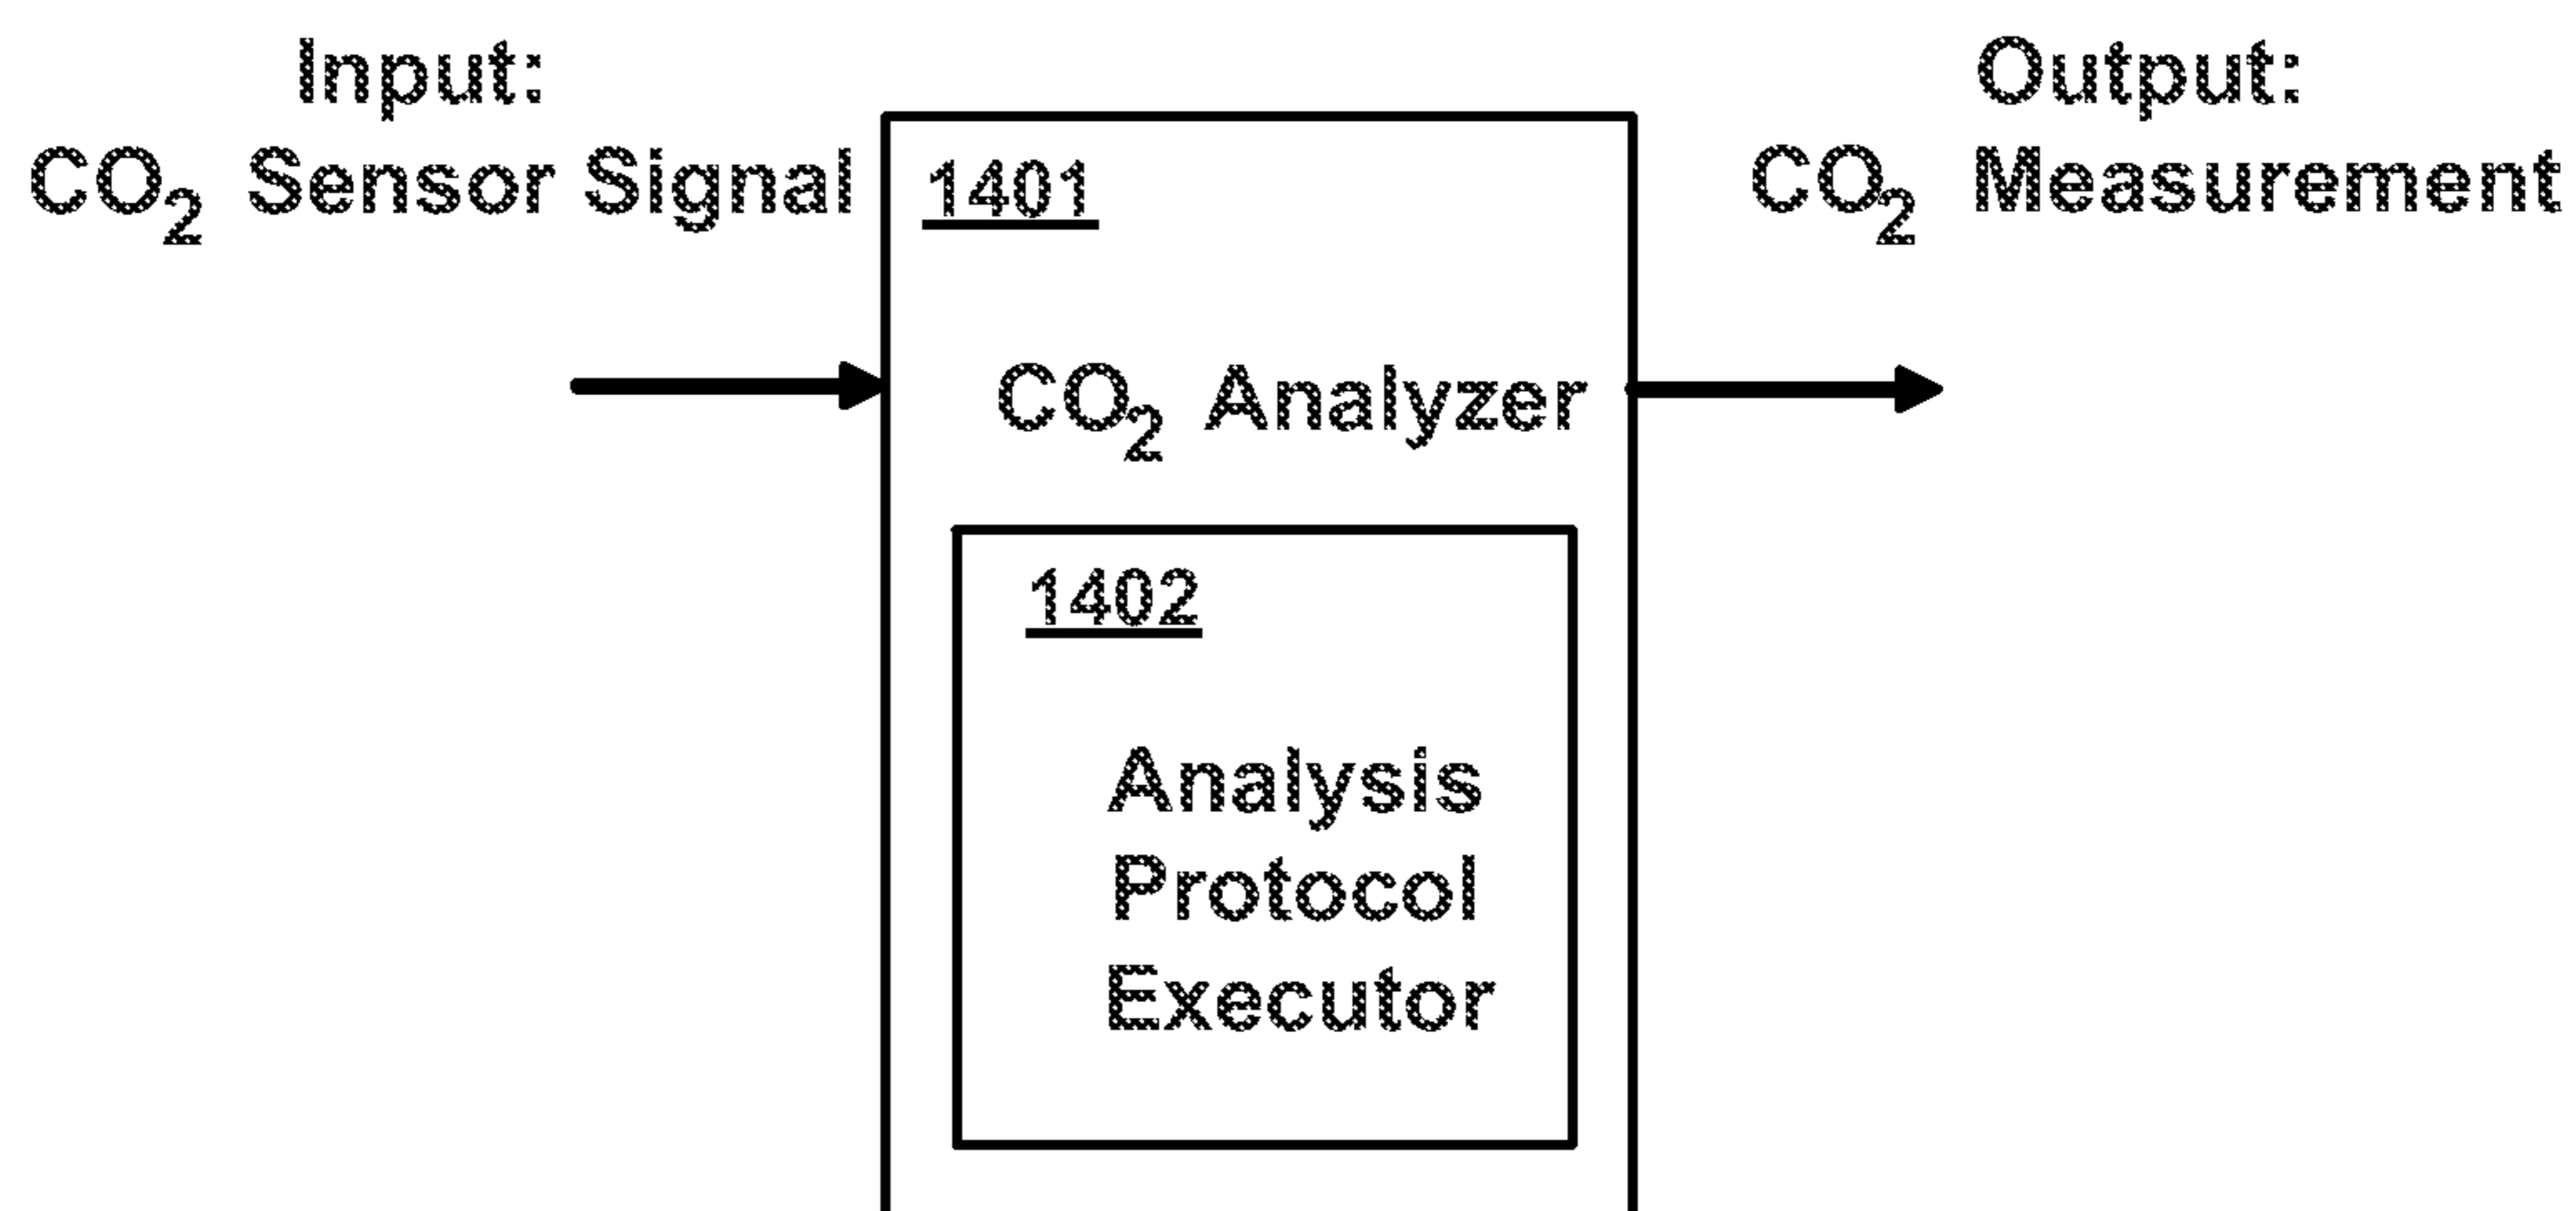 Input:
CO₂ Sensor Signal
Output:
CO₂ Measurement
1401
CO₂ Analyzer
1402
Analysis
Protocol
Executor